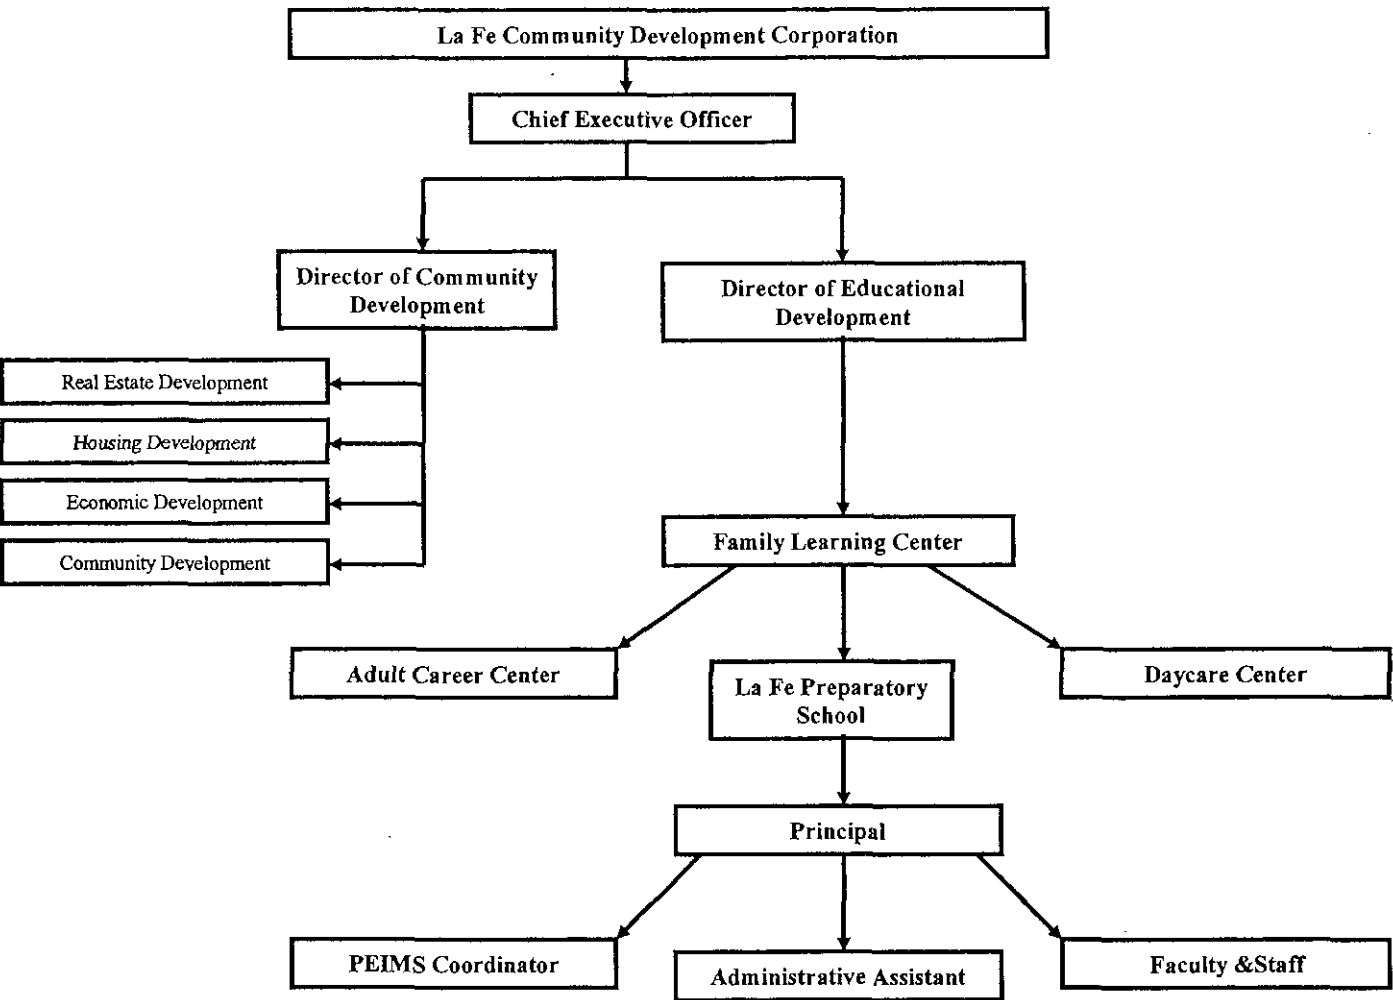 La Fe Community Development Corporation
Chief Executive Officer
Director of Community
Development
Director of Educational
Development
Real Estate Development
Housing Development
Economic Development
Community Development
Family Learning Center
Adult Career Center
La Fe Preparatory
School
Daycare Center
Principal
PEIMS Coordinator
Administrative Assistant
Faculty &Staff